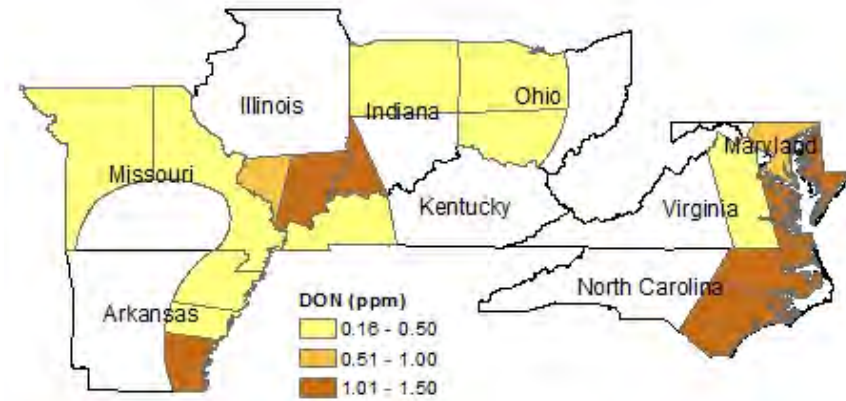 Illinois
Indiana
Ohio
Missouri
Maryland
Kentucky
Virginia
North Carolina
Arkansas
DON (ppm)
0.16 - 0.50
0.51 - 1.00
1.01 - 1.50